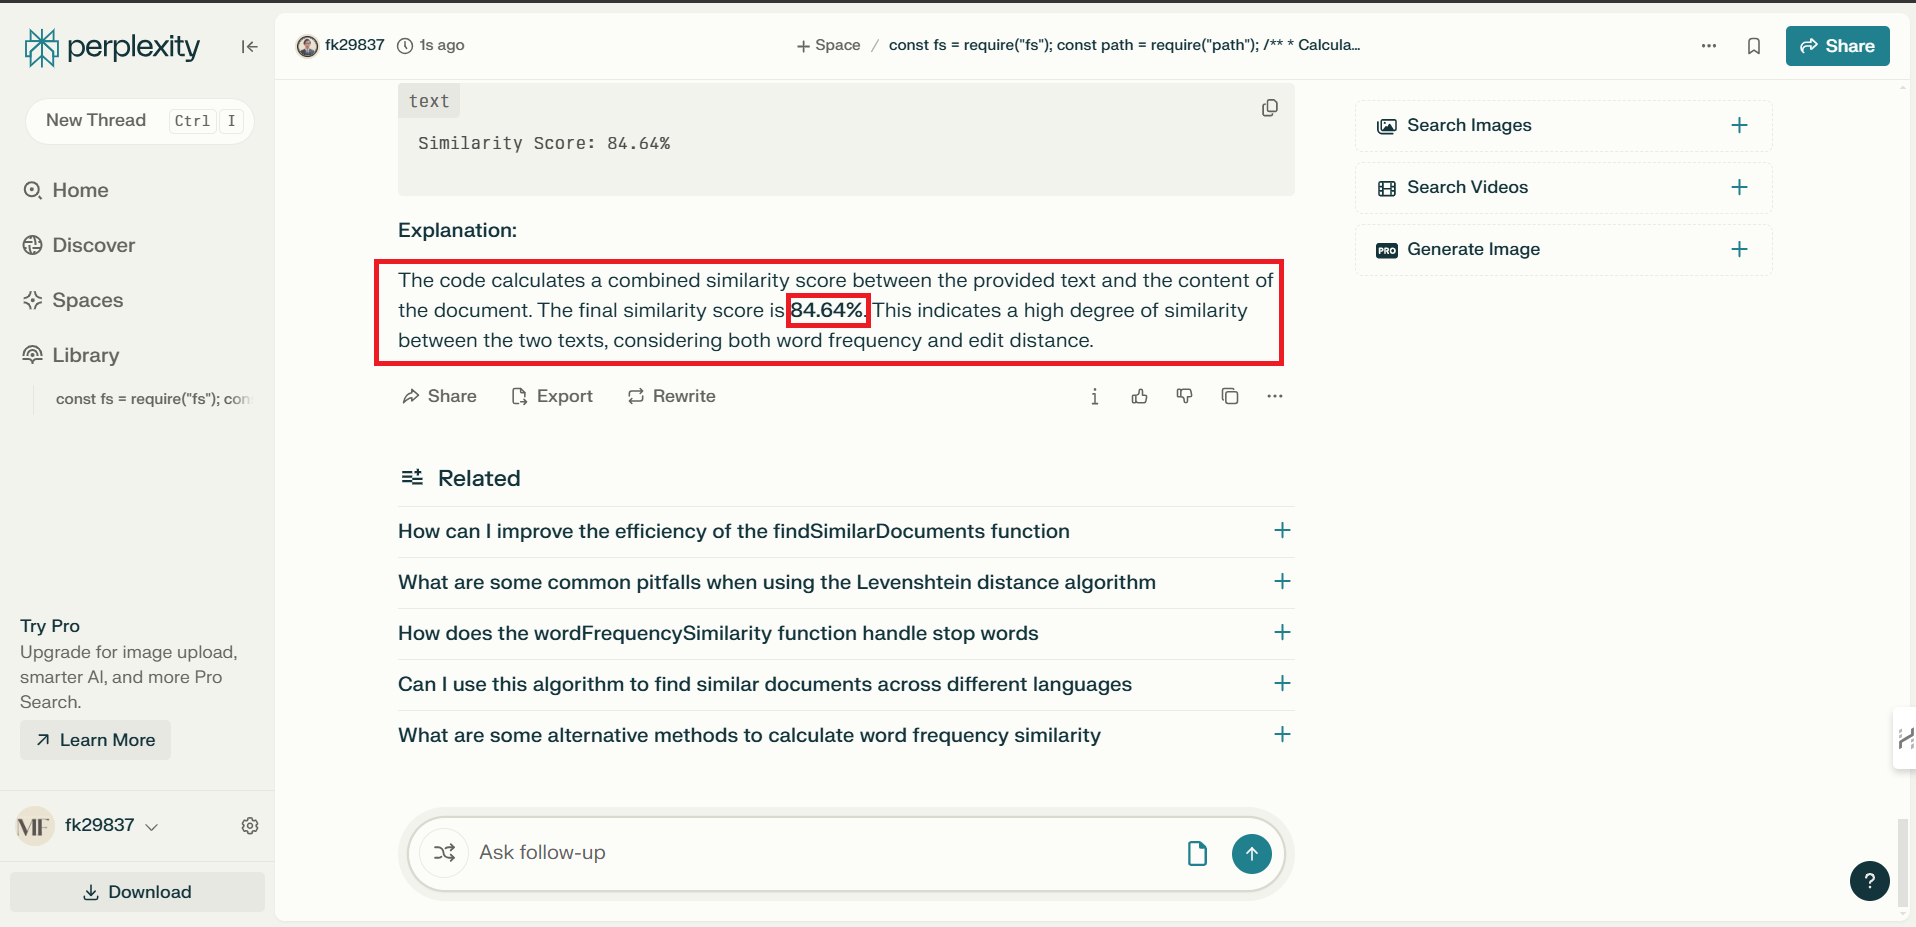 perplexity
New Thread Ctrl I
Home
Discover
Spaces
Library
const fs = require("fs"); con
Try Pro
Upgrade for image upload,
smarter AI, and more Pro
Search.
Learn More
MF fk29837
Download
fk29837 1s ago
Space / const fs = require("fs"); const path = require("path"); /** * Calcula...
Share
text
Similarity Score: 84.64%
Explanation:
The code calculates a combined similarity score between the provided text and the content of
the document. The final similarity score is 84.64%. This indicates a high degree of similarity
between the two texts, considering both word frequency and edit distance.
Share Export Rewrite
Related
How can I improve the efficiency of the findSimilarDocuments function
What are some common pitfalls when using the Levenshtein distance algorithm
How does the wordFrequencySimilarity function handle stop words
Can I use this algorithm to find similar documents across different languages
What are some alternative methods to calculate word frequency similarity
Ask follow-up
Search Images
Search Videos
PRO Generate Image
?